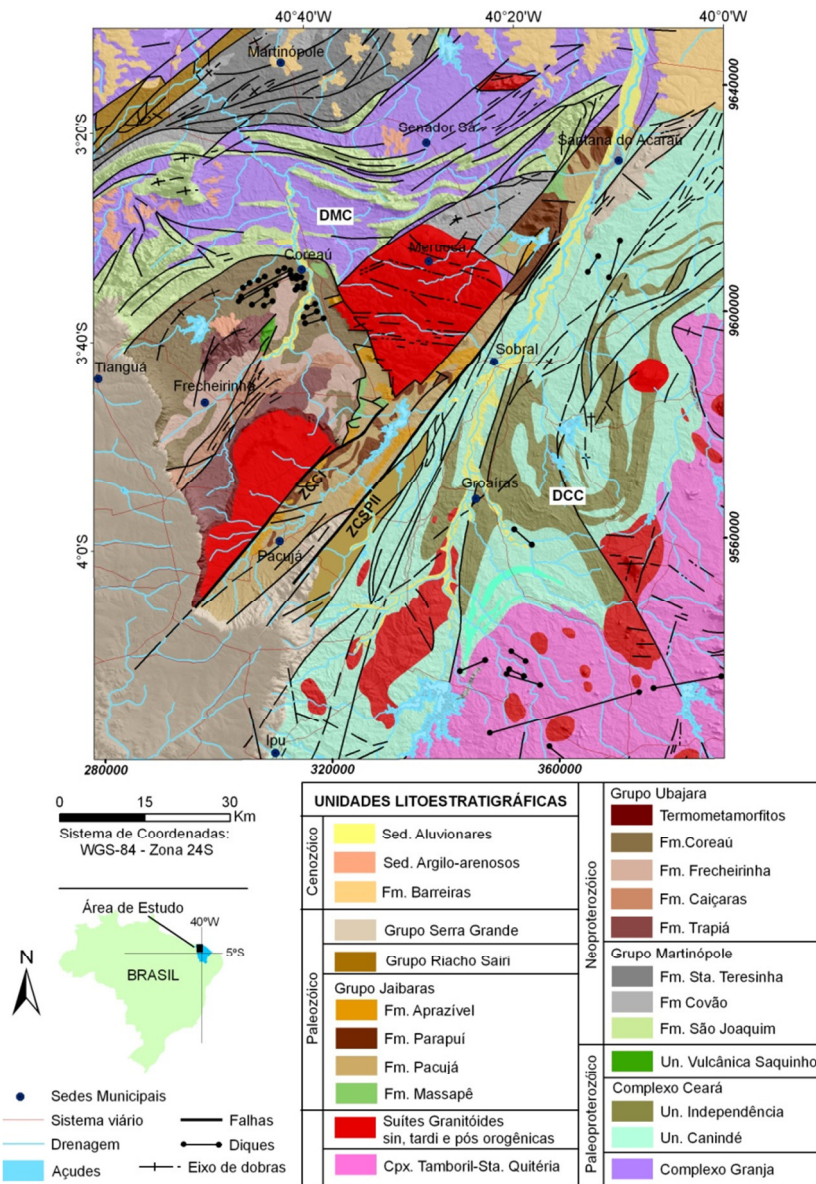 40°40'W
40°20'W
40°0'W
Martinópole
9640000
3°20'S
Senador Sá
Santana do Acaraú
DMC
Meruoca
Coreaú
9600000
3°40'S
Tianguá
Sobral
Frecheirinha
ZCCI
Groaíras
DCC
ZCSPII
9560000
4°0'S
Pacujá
Ipu
280000
320000
360000
0 15 30 Km
Sistema de Coordenadas:
WGS-84 - Zona 24S
Área de Estudo
40ºW
5ºS
BRASIL
N
Sedes Municipais
Sistema viário
Drenagem
Açudes
Falhas
Diques
Eixo de dobras
UNIDADES LITOESTRATIGRÁFICAS
Cenozóico
Sed. Aluvionares
Sed. Argilo-arenosos
Fm. Barreiras
Paleozóico
Grupo Serra Grande
Grupo Riacho Sairi
Grupo Jaibaras
Fm. Aprazível
Fm. Parapuí
Fm. Pacujá
Fm. Massapê
Suítes Granitóides
sin, tardi e pós orogênicas
Cpx. Tamboril-Sta. Quitéria
Neoproterozóico
Grupo Ubajara
Termometamorfitos
Fm.Coreaú
Fm. Frecheirinha
Fm. Caiçaras
Fm. Trapiá
Grupo Martinópole
Fm. Sta. Teresinha
Fm Covão
Fm. São Joaquim
Paleoproterozóico
Un. Vulcânica Saquinho
Complexo Ceará
Un. Independência
Un. Canindé
Complexo Granja